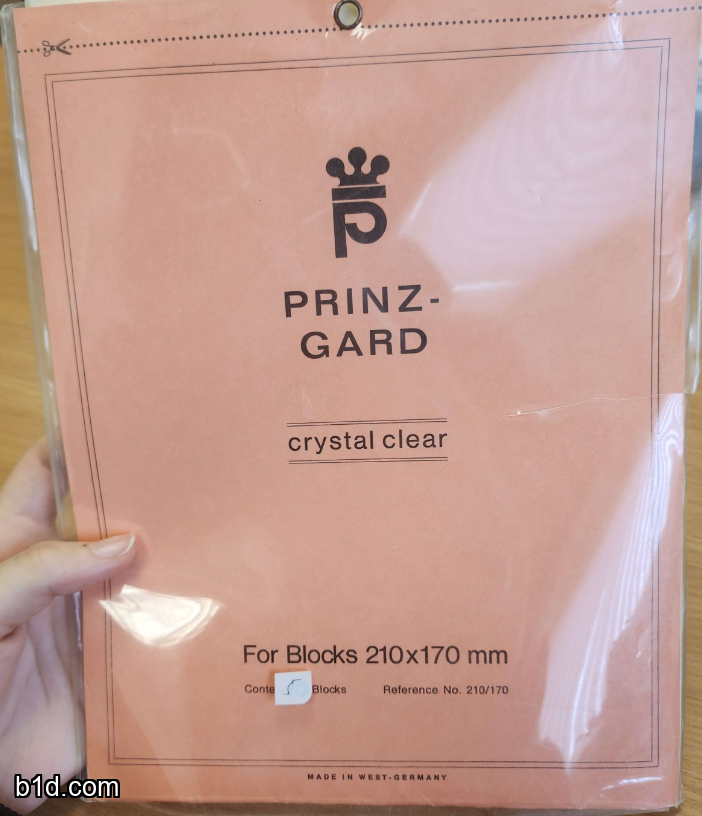 P
PRINZ-
GARD
crystal clear
For Blocks 210x170 mm
Conte 5 Blocks Reference No. 210/170
MADE IN WEST-GERMANY
b1d.com